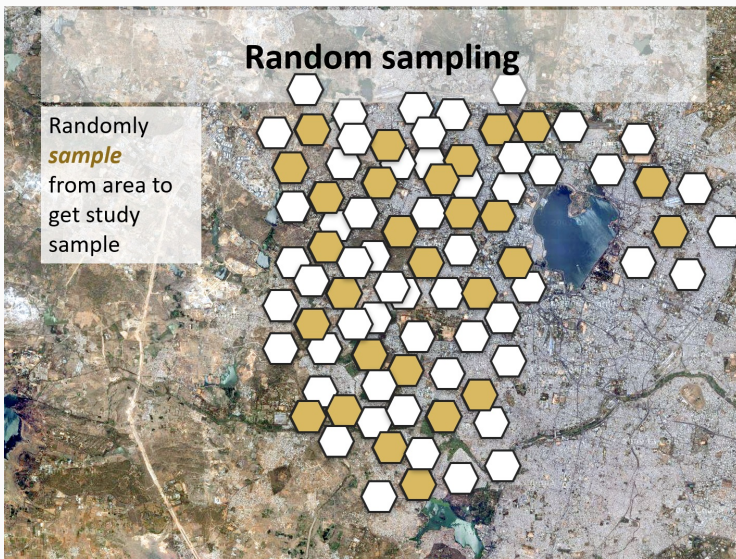 Random sampling
Randomly
sample
from area to
get study
sample